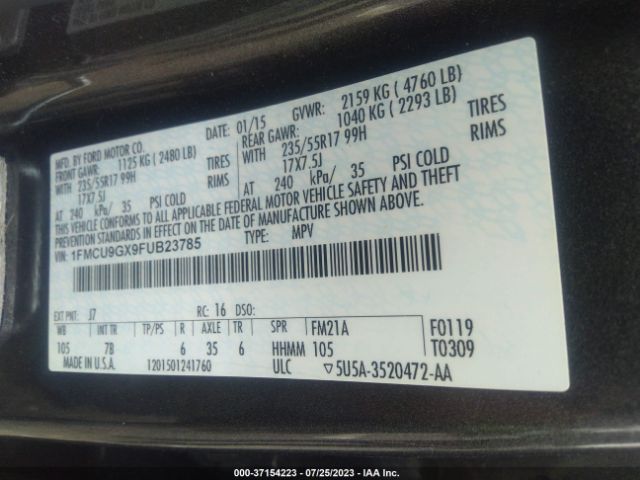 MFD. BY FORD MOTOR CO. DATE: 01/15 GVWR: 2159 KG ( 4760 LB)
FRONT GAWR: 1125 KG ( 2480 LB) REAR GAWR: 1040 KG ( 2293 LB)
WITH 235/55R17 99H TIRES WITH 235/55R17 99H TIRES
17X7.5J RIMS 17X7.5J RIMS
AT 240 kPa/ 35 PSI COLD AT 240 kPa/ 35 PSI COLD
THIS VEHICLE CONFORMS TO ALL APPLICABLE FEDERAL MOTOR VEHICLE SAFETY AND THEFT
PREVENTION STANDARDS IN EFFECT ON THE DATE OF MANUFACTURE SHOWN ABOVE.
VIN: 1FMCU9GX9FUB23785 TYPE: MPV
EXT PNT: J7 RC: 16 DSO:
WB INT TR TP/PS R AXLE TR SPR FM21A F0119
105 7B 6 35 6 HHMM 105 T0309
MADE IN U.S.A. 1201501241760 ULC ▽5U5A-3520472-AA
000-37154223 - 07/25/2023 - IAA Inc.